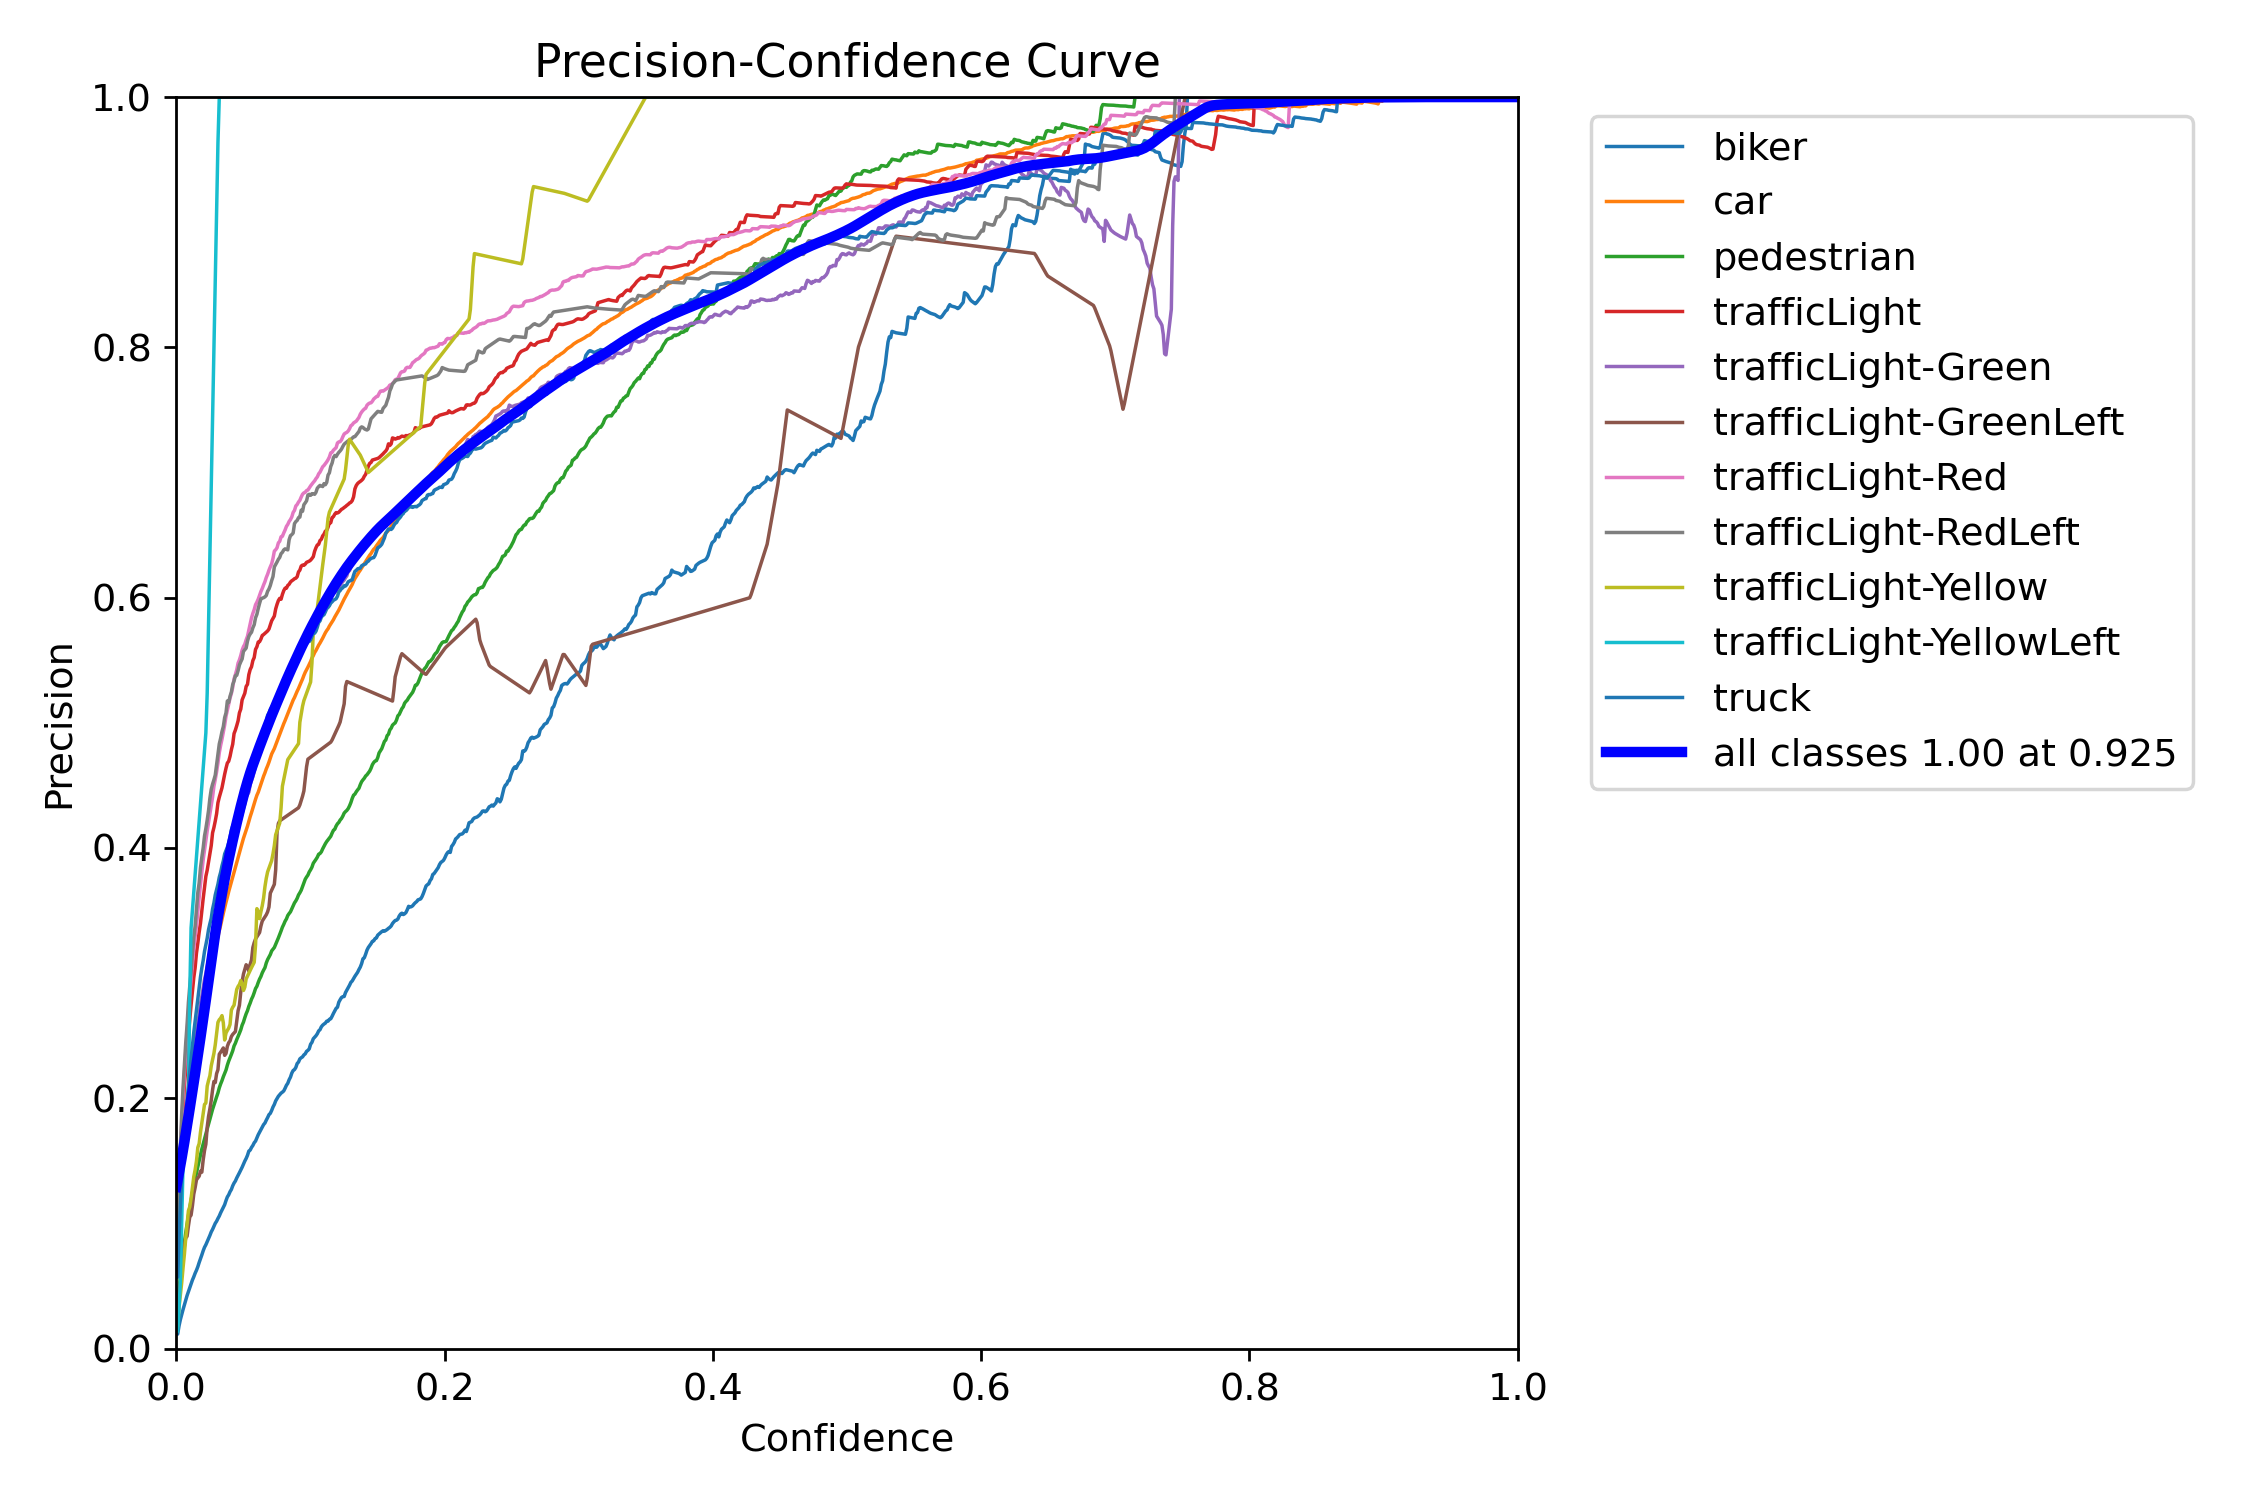 Precision-Confidence Curve
1.0
0.8
0.6
0.4
0.2
0.0
Precision
0.0 0.2 0.4 0.6 0.8 1.0
Confidence
biker
car
pedestrian
trafficLight
trafficLight-Green
trafficLight-GreenLeft
trafficLight-Red
trafficLight-RedLeft
trafficLight-Yellow
trafficLight-YellowLeft
truck
all classes 1.00 at 0.925